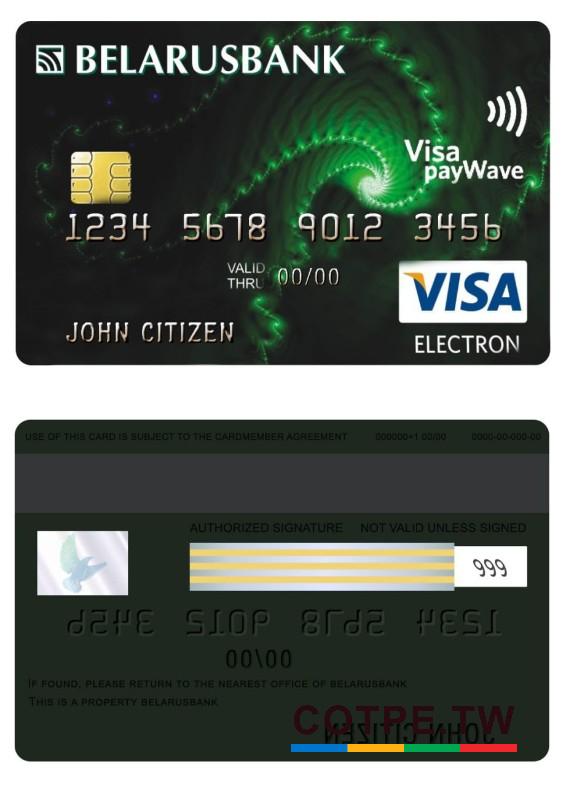 BELARUSBANK
Visa
payWave
1234 5678 9012 3456
VALID
THRU 00/00
VISA
JOHN CITIZEN
ELECTRON
USE OF THIS CARD IS SUBJECT TO THE CARDMEMBER AGREEMENT 000000+1 00/00 0000-00-000-00
AUTHORIZED SIGNATURE NOT VALID UNLESS SIGNED
999
00/00
IF FOUND, PLEASE RETURN TO THE NEAREST OFFICE OF BELARUSBANK
THIS IS A PROPERTY BELARUSBANK
COTPE.TW
JOHN CITIZEN